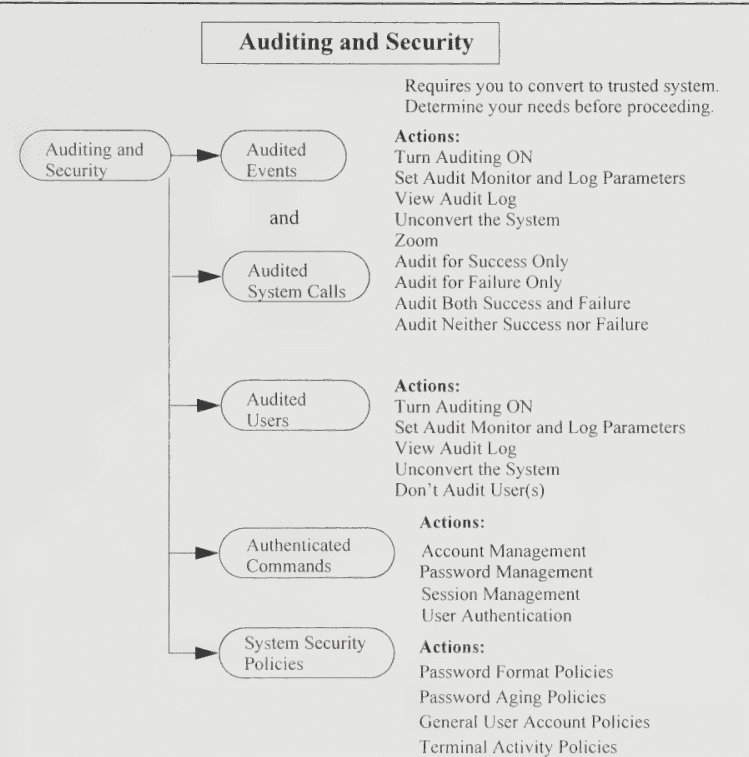 Auditing and Security
Requires you to convert to trusted system.
Determine your needs before proceeding.
Auditing and
Security
Audited
Events
and
Audited
System Calls
Actions:
Turn Auditing ON
Set Audit Monitor and Log Parameters
View Audit Log
Unconvert the System
Zoom
Audit for Success Only
Audit for Failure Only
Audit Both Success and Failure
Audit Neither Success nor Failure
Audited
Users
Actions:
Turn Auditing ON
Set Audit Monitor and Log Parameters
View Audit Log
Unconvert the System
Don't Audit User(s)
Authenticated
Commands
Actions:
Account Management
Password Management
Session Management
User Authentication
System Security
Policies
Actions:
Password Format Policies
Password Aging Policies
General User Account Policies
Terminal Activity Policies